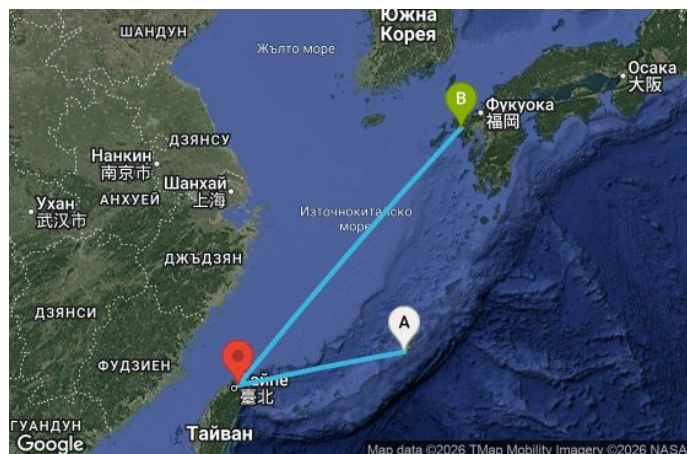 Южна
Корея
ШАНДУН
Жълто море
Осака
大阪
B
Фукуока
福岡
ДЗЯНСУ
Нанкин
南京市
Шанхай
上海
АНХУЕЙ
Ухан
武汉市
Източнокитайско
море
ДЖЪДЗЯН
ДЗЯНСИ
A
ФУДЗИЕН
臺北
ГУАНДУН
Тайван
Google
Map data ©2026 TMap Mobility Imagery ©2026 NASA